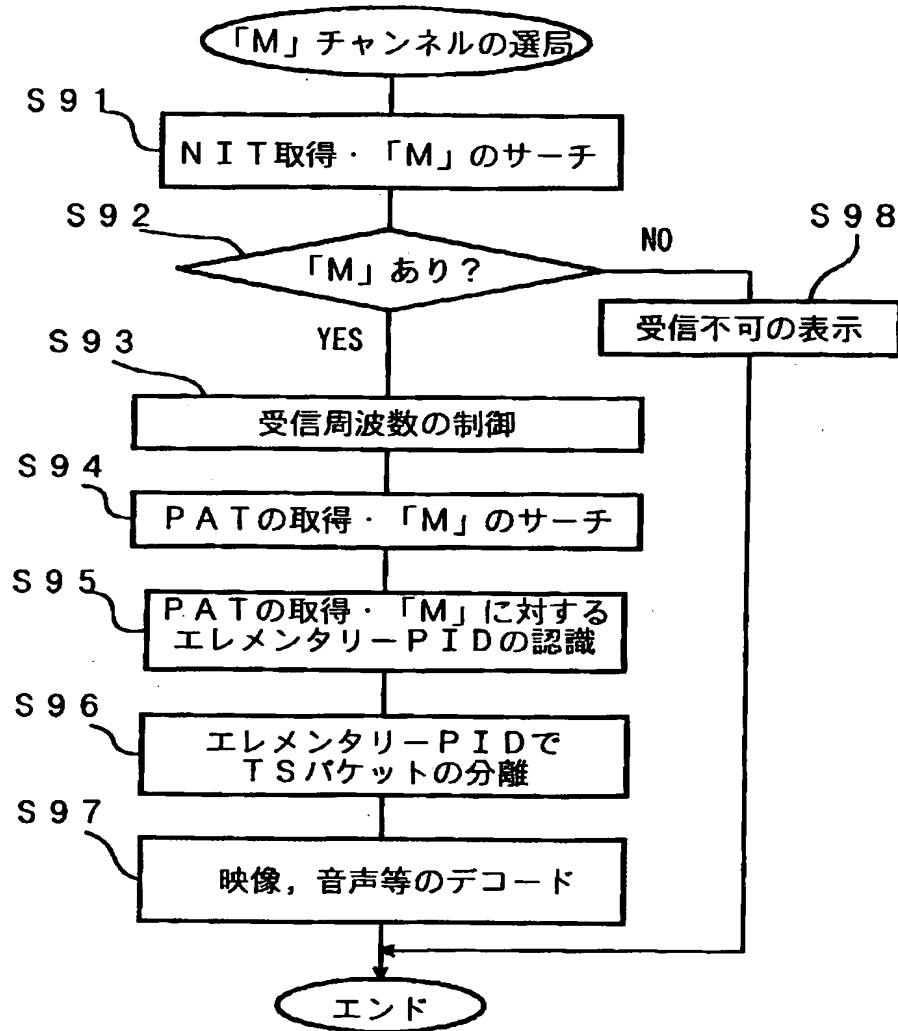 「M」チャンネルの選局
S91
NIT取得・「M」のサーチ
S92
「M」あり?
NO
S98
受信不可の表示
YES
S93
受信周波数の制御
S94
PATの取得・「M」のサーチ
S95
PATの取得・「M」に対する
エレメンタリーPIDの認識
S96
エレメンタリーPIDで
TSパケットの分離
S97
映像,音声等のデコード
エンド